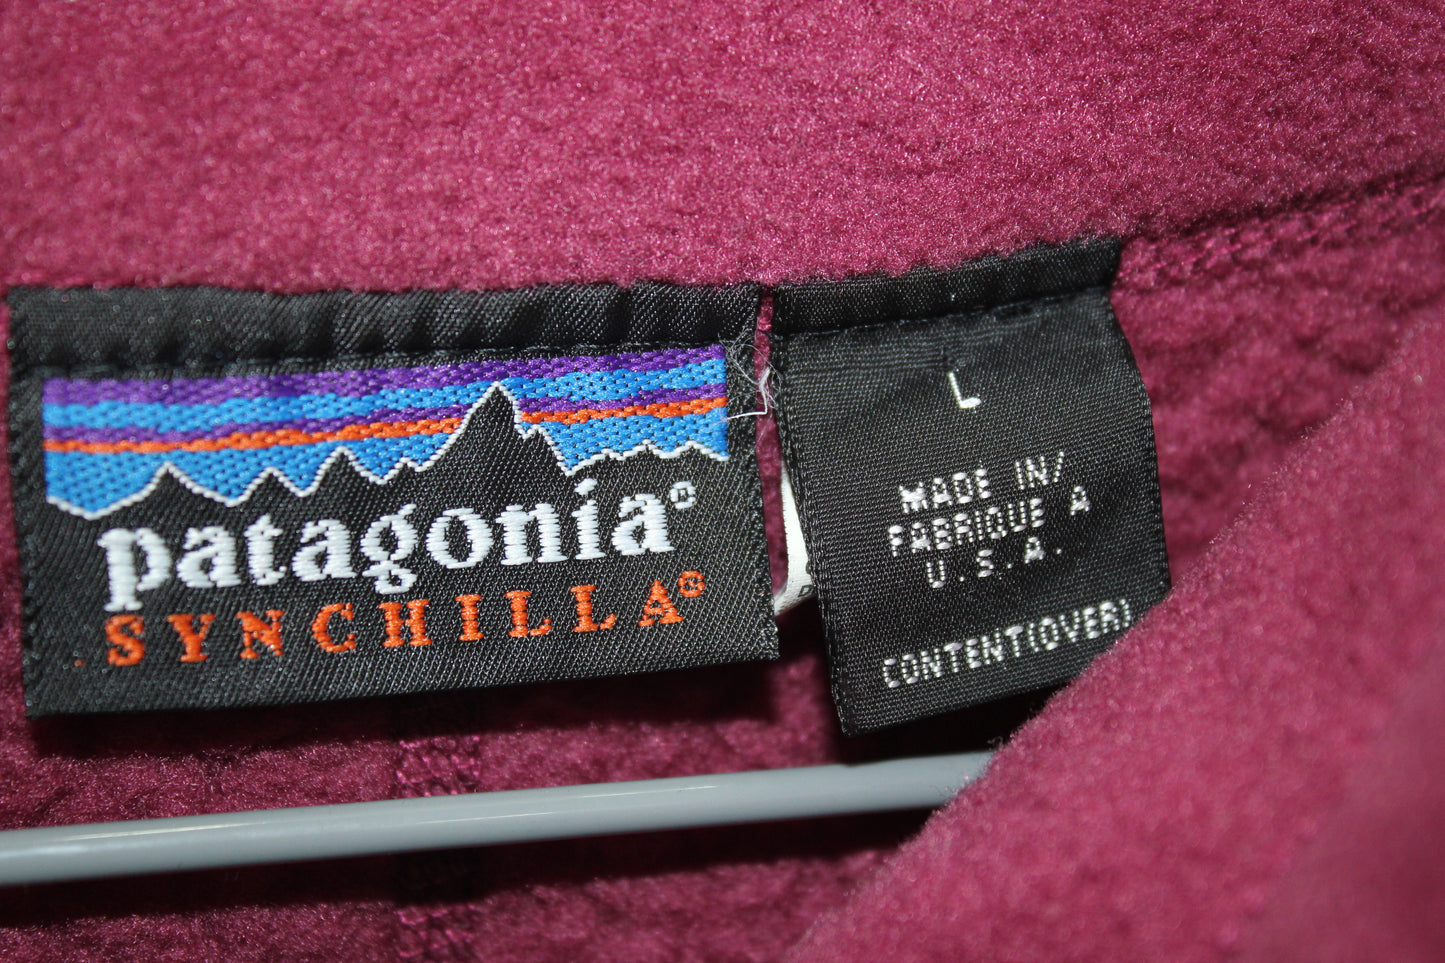 patagonia®
SYNCHILLA®
L
MADE IN/
FABRIQUE A
U.S.A.
CONTENT(OVER)